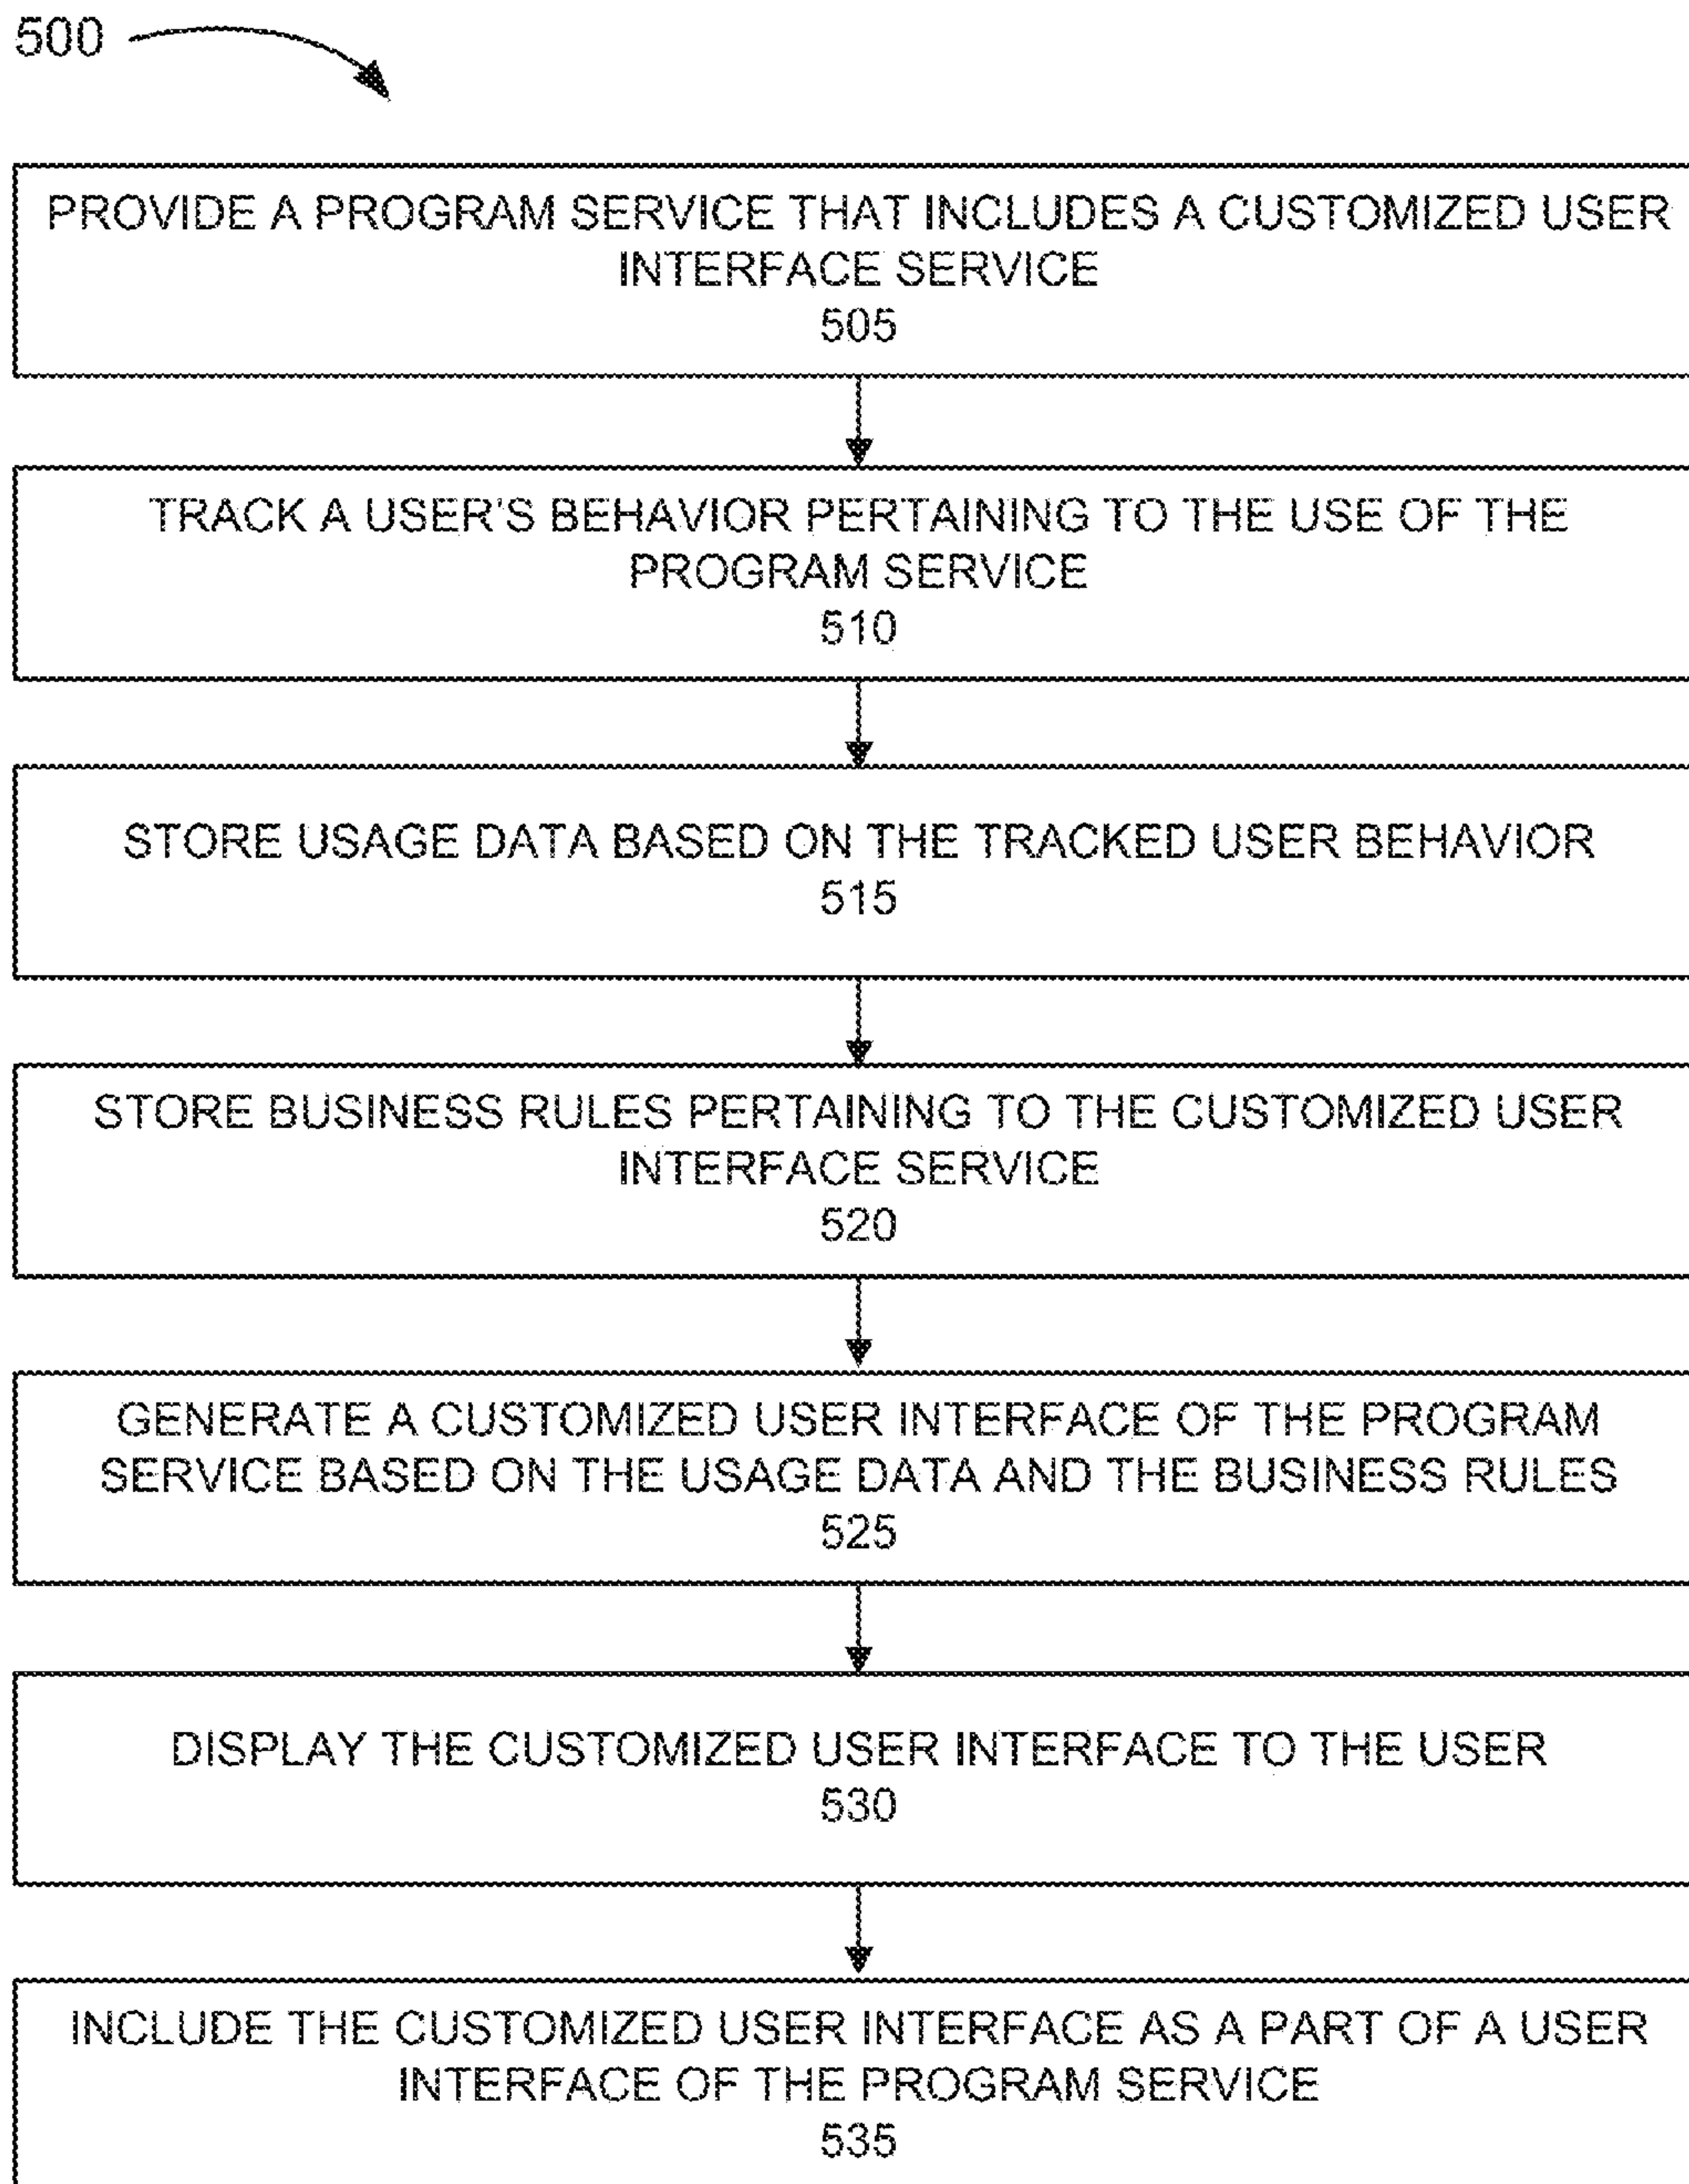 500
PROVIDE A PROGRAM SERVICE THAT INCLUDES A CUSTOMIZED USER
INTERFACE SERVICE
505
TRACK A USER'S BEHAVIOR PERTAINING TO THE USE OF THE
PROGRAM SERVICE
510
STORE USAGE DATA BASED ON THE TRACKED USER BEHAVIOR
515
STORE BUSINESS RULES PERTAINING TO THE CUSTOMIZED USER
INTERFACE SERVICE
520
GENERATE A CUSTOMIZED USER INTERFACE OF THE PROGRAM
SERVICE BASED ON THE USAGE DATA AND THE BUSINESS RULES
525
DISPLAY THE CUSTOMIZED USER INTERFACE TO THE USER
530
INCLUDE THE CUSTOMIZED USER INTERFACE AS A PART OF A USER
INTERFACE OF THE PROGRAM SERVICE
535